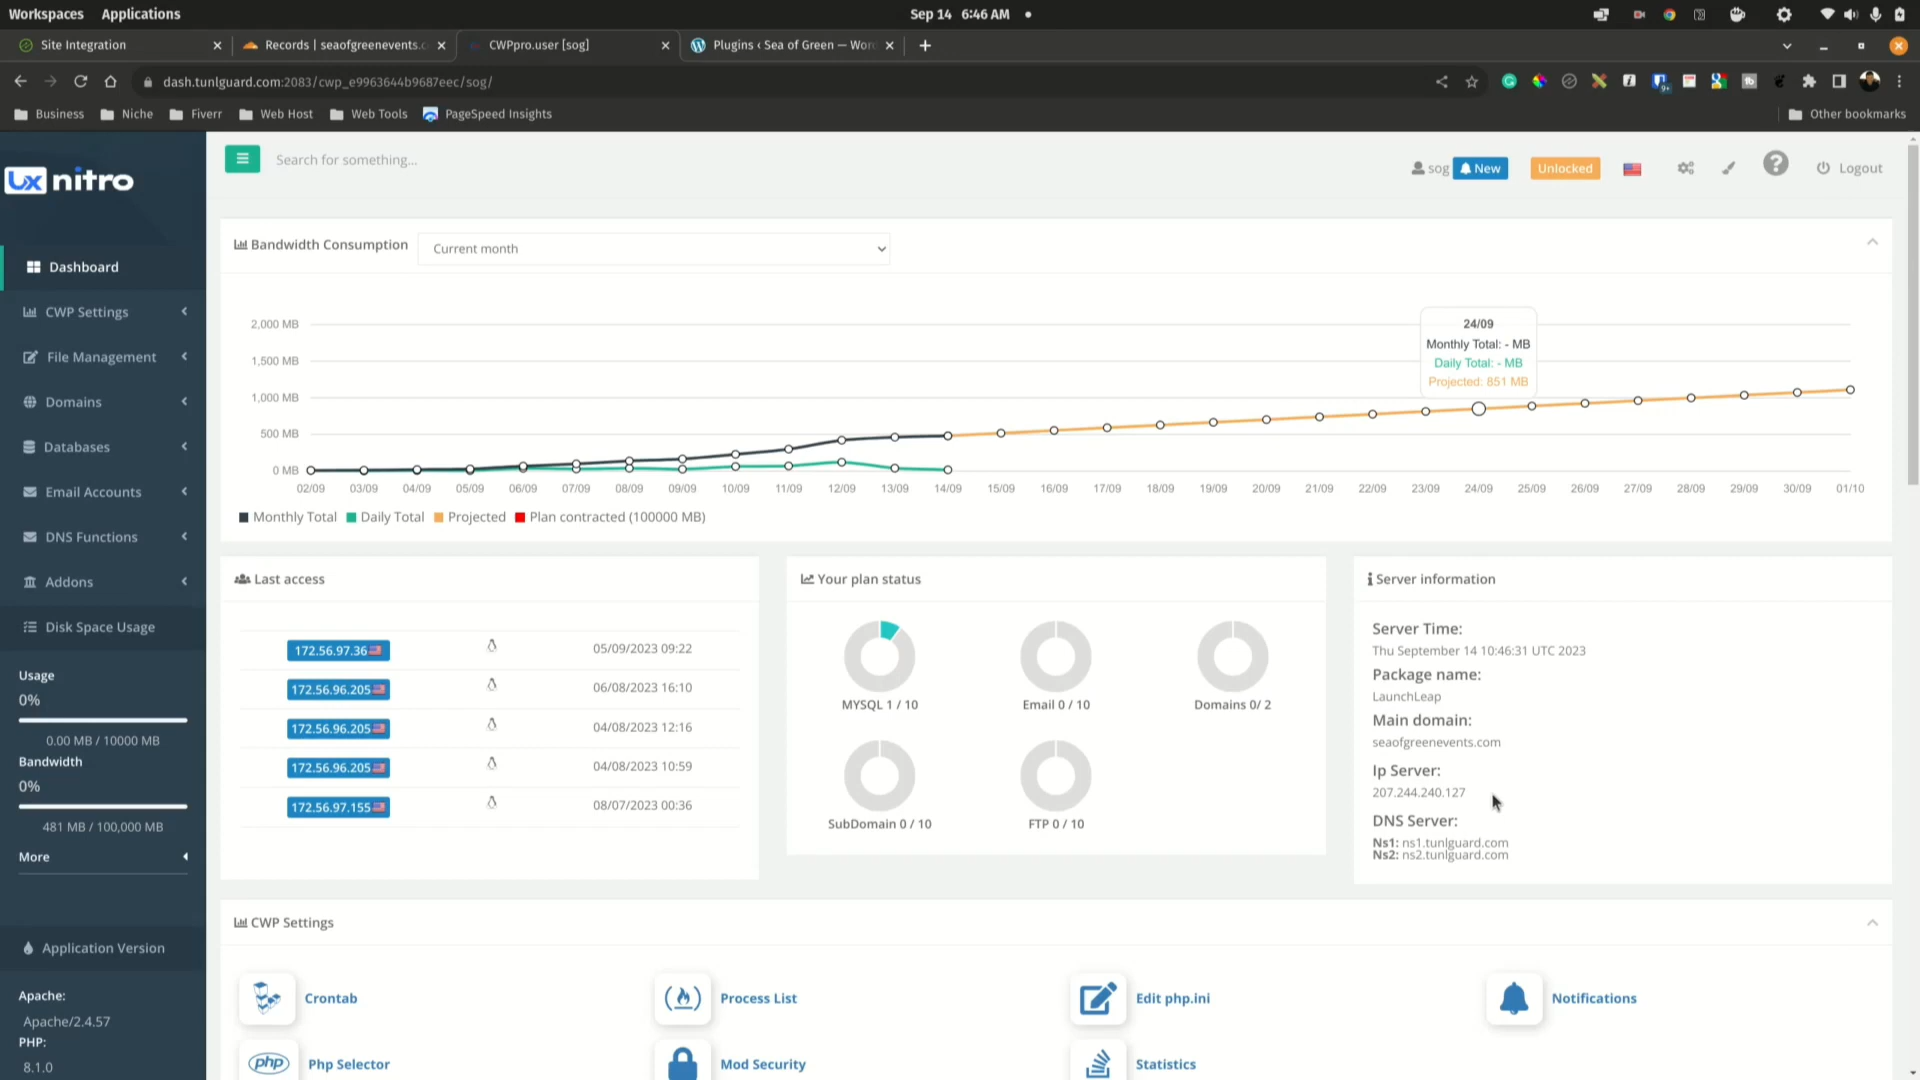 Workspaces Applications Sep 14 6:46 AM
Site Integration Records | seaofgreenevents.c CWPpro.user [sog] Plugins ‹ Sea of Green — Wor
dash.tunlguard.com:2083/cwp_e9963644b9687eec/sog/
Business Niche Fiverr Web Host Web Tools PageSpeed Insights Other bookmarks
UX nitro
Search for something...
sog New Unlocked Logout
Dashboard
CWP Settings
File Management
Domains
Databases
Email Accounts
DNS Functions
Addons
Disk Space Usage
Usage
0%
0.00 MB / 10000 MB
Bandwidth
0%
481 MB / 100,000 MB
More
Application Version
Apache:
Apache/2.4.57
PHP:
8.1.0
Bandwidth Consumption Current month
2,000 MB
1,500 MB
1,000 MB
500 MB
0 MB
24/09
Monthly Total: - MB
Daily Total: - MB
Projected: 851 MB
02/09 03/09 04/09 05/09 06/09 07/09 08/09 09/09 10/09 11/09 12/09 13/09 14/09 15/09 16/09 17/09 18/09 19/09 20/09 21/09 22/09 23/09 24/09 25/09 26/09 27/09 28/09 29/09 30/09 01/10
Monthly Total Daily Total Projected Plan contracted (100000 MB)
Last access
172.56.97.36 05/09/2023 09:22
172.56.96.205 06/08/2023 16:10
172.56.96.205 04/08/2023 12:16
172.56.96.205 04/08/2023 10:59
172.56.97.155 08/07/2023 00:36
Your plan status
MYSQL 1 / 10 Email 0 / 10 Domains 0/ 2
SubDomain 0 / 10 FTP 0 / 10
Server information
Server Time:
Thu September 14 10:46:31 UTC 2023
Package name:
LaunchLeap
Main domain:
seaofgreenevents.com
Ip Server:
207.244.240.127
DNS Server:
Ns1: ns1.tunlguard.com
Ns2: ns2.tunlguard.com
CWP Settings
Crontab Process List Edit php.ini Notifications
php Php Selector Mod Security Statistics